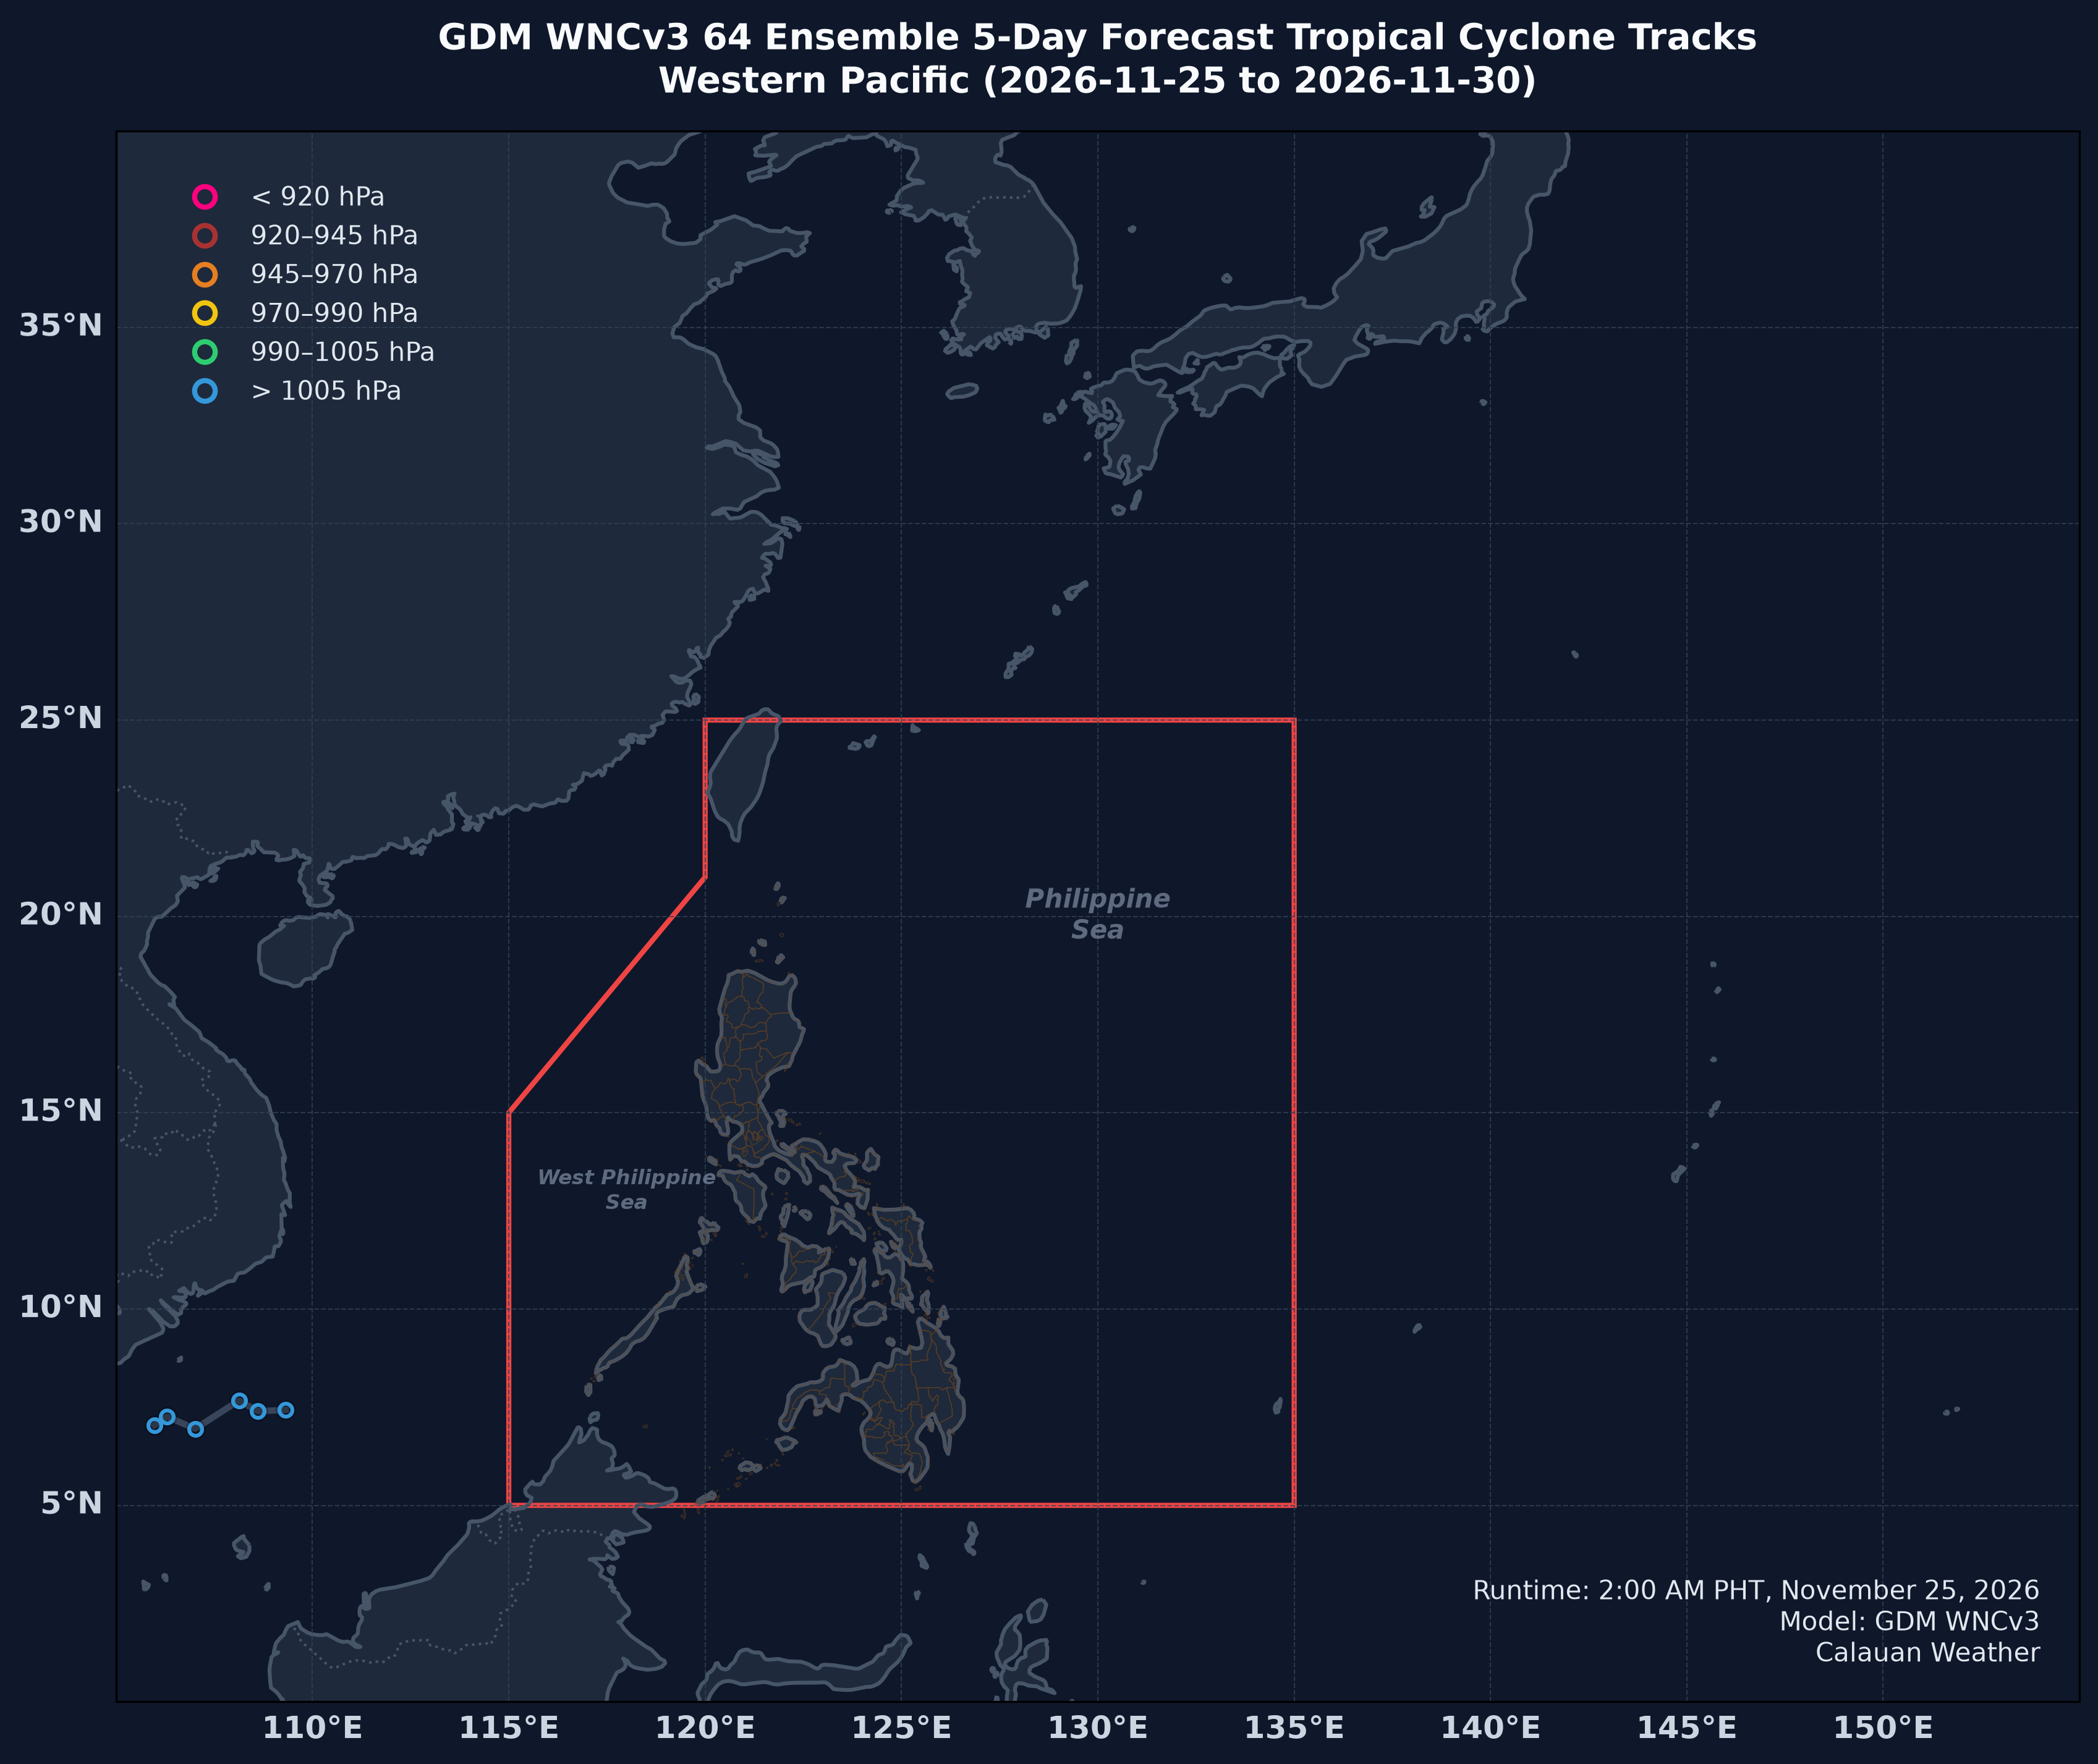 GDM WNCv3 64 Ensemble 5-Day Forecast Tropical Cyclone Tracks
Western Pacific (2026-11-25 to 2026-11-30)
< 920 hPa
920–945 hPa
945–970 hPa
970–990 hPa
990–1005 hPa
> 1005 hPa
35°N
30°N
25°N
20°N
15°N
10°N
5°N
Philippine
Sea
West Philippine
Sea
Runtime: 2:00 AM PHT, November 25, 2026
Model: GDM WNCv3
Calauan Weather
110°E
115°E
120°E
125°E
130°E
135°E
140°E
145°E
150°E